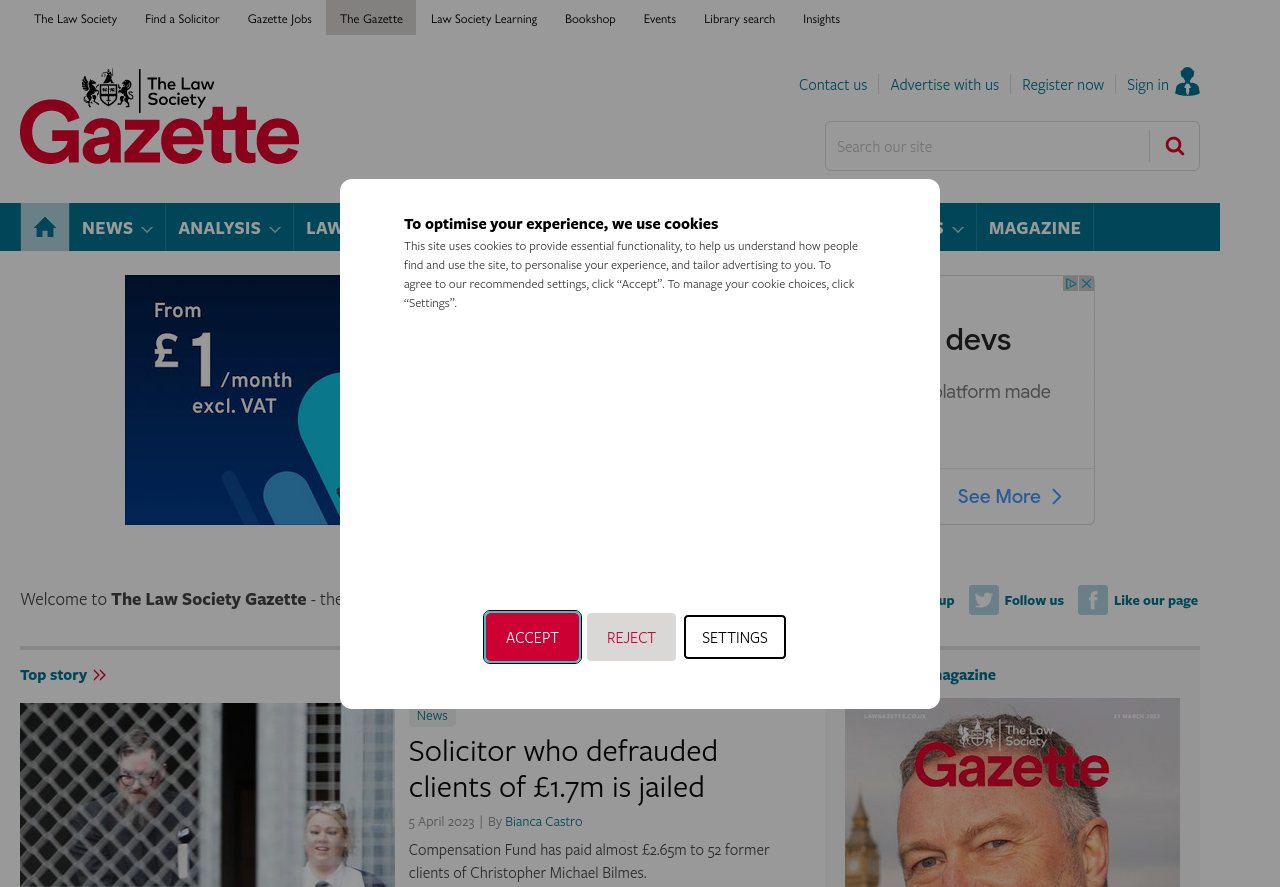 The Law Society
Find a Solicitor
Gazette Jobs
The Gazette
Law Society Learning
Bookshop
Events
Library search
Insights
The Law
Society
Gazette
Contact us
Advertise with us
Register now
Sign in
Search our site
NEWS
ANALYSIS
LAW
MAGAZINE
To optimise your experience, we use cookies
This site uses cookies to provide essential functionality, to help us understand how people
find and use the site, to personalise your experience, and tailor advertising to you. To
agree to our recommended settings, click “Accept”. To manage your cookie choices, click
“Settings”.
From
£1/month
excl. VAT
devs
platform made
See More
Welcome to The Law Society Gazette - the
up
Follow us
Like our page
ACCEPT
REJECT
SETTINGS
Top story
magazine
News
Solicitor who defrauded
clients of £1.7m is jailed
5 April 2023 | By Bianca Castro
Compensation Fund has paid almost £2.65m to 52 former
clients of Christopher Michael Bilmes.
LAWGAZETTE.CO.UK
31 MARCH 2023
The Law
Society
Gazette